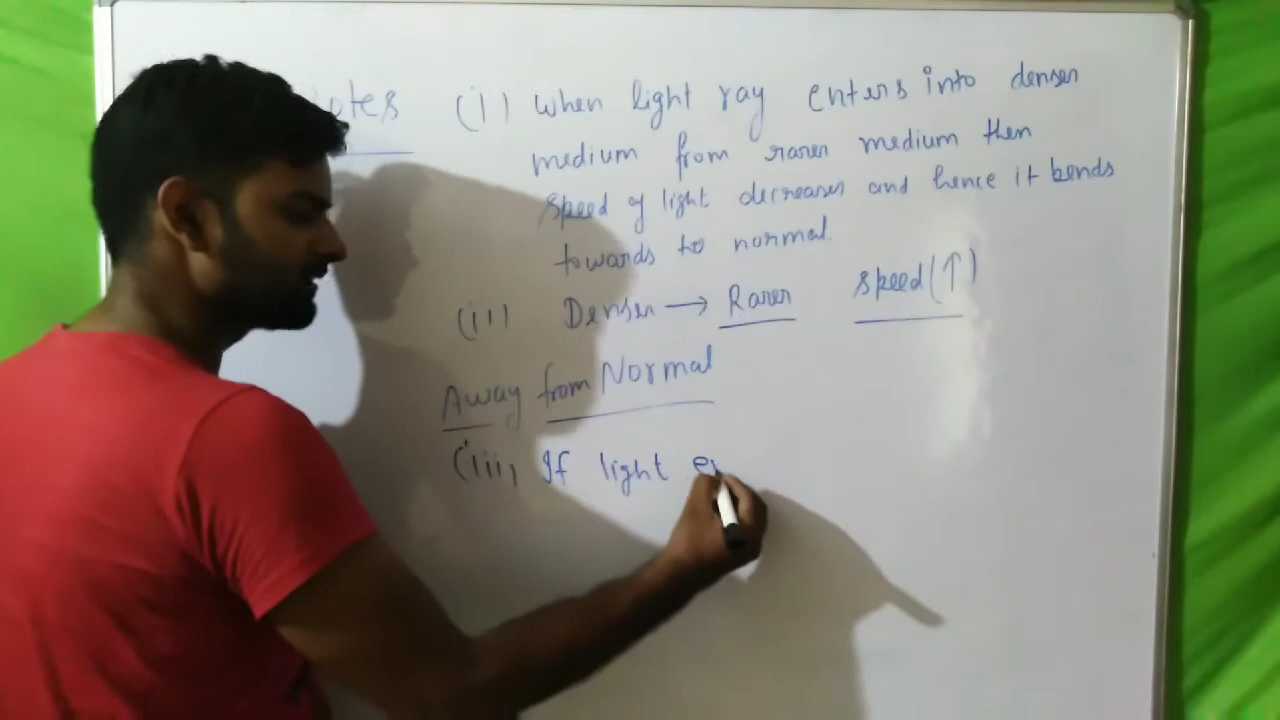 otes (i) When light ray enters into denser
medium from rarer medium then
speed of light decreases and hence it bends
towards to normal.
(ii) Denser → Rarer speed (↑)
Away from Normal
(iii) If light en